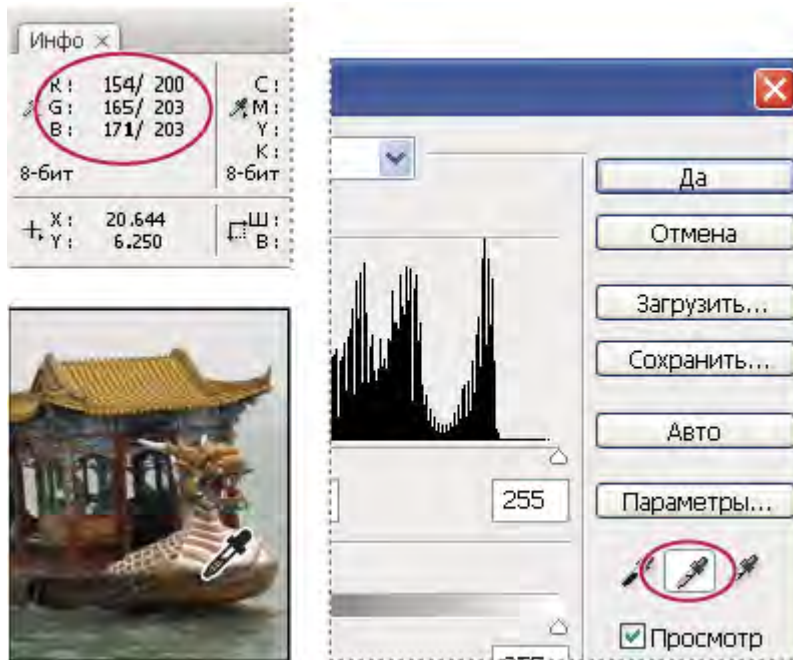 Инфо ×
R: 154/ 200
G: 165/ 203
B: 171/ 203
8-бит
C:
M:
Y:
K:
8-бит
X: 20.644
Y: 6.250
Ш:
В:
Да
Отмена
Загрузить...
Сохранить...
Авто
Параметры...
Просмотр
255